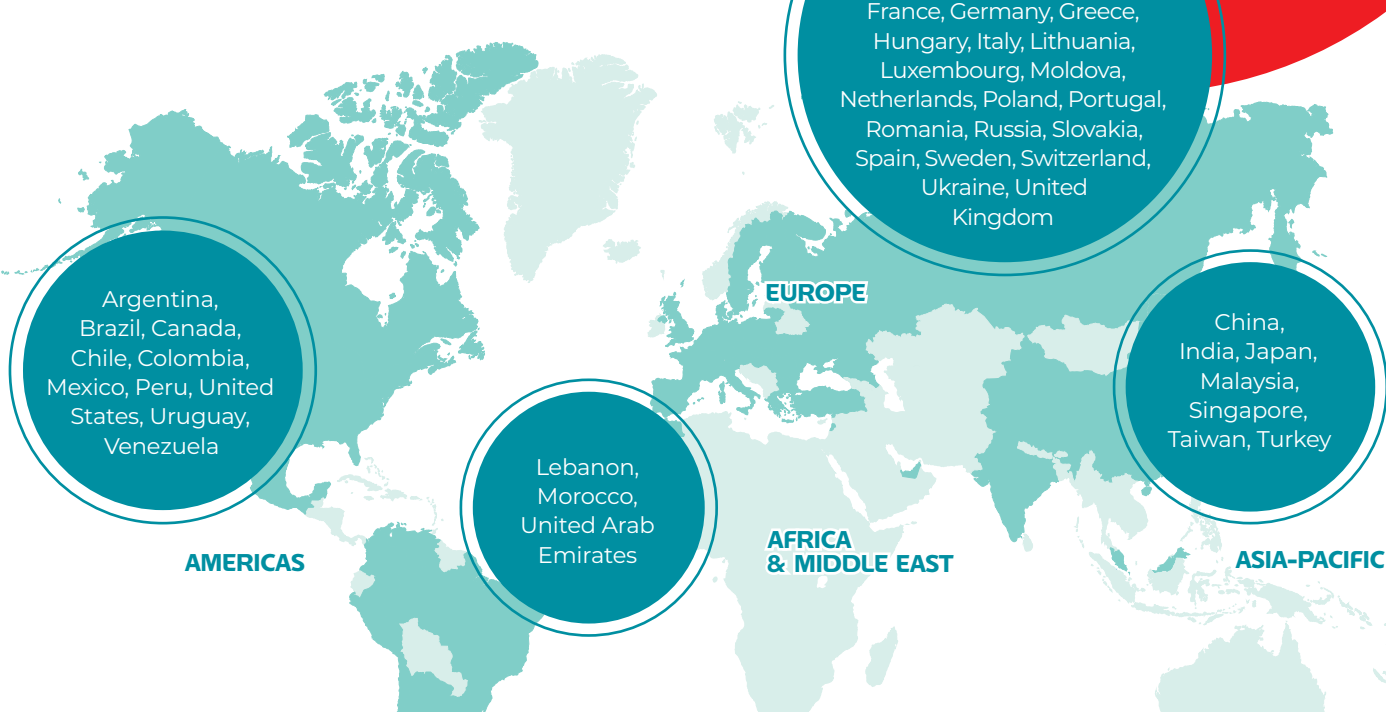 France, Germany, Greece,
Hungary, Italy, Lithuania,
Luxembourg, Moldova,
Netherlands, Poland, Portugal,
Romania, Russia, Slovakia,
Spain, Sweden, Switzerland,
Ukraine, United
Kingdom
EUROPE
Argentina,
Brazil, Canada,
Chile, Colombia,
Mexico, Peru, United
States, Uruguay,
Venezuela
AMERICAS
Lebanon,
Morocco,
United Arab
Emirates
AFRICA
& MIDDLE EAST
China,
India, Japan,
Malaysia,
Singapore,
Taiwan, Turkey
ASIA-PACIFIC